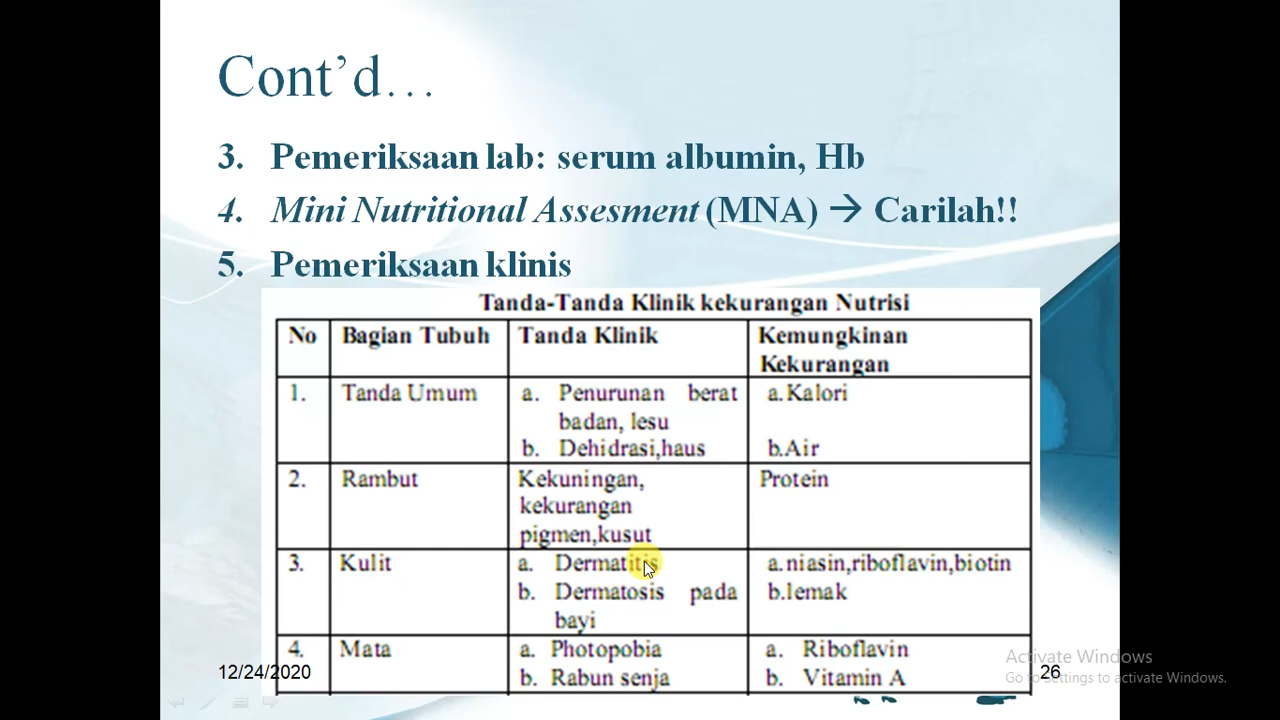 Cont’d…
3. Pemeriksaan lab: serum albumin, Hb
4. Mini Nutritional Assesment (MNA) → Carilah!!
5. Pemeriksaan klinis
Tanda-Tanda Klinik kekurangan Nutrisi
No Bagian Tubuh Tanda Klinik Kemungkinan Kekurangan
1. Tanda Umum a. Penurunan berat a.Kalori
badan, lesu
b. Dehidrasi,haus b.Air
2. Rambut Kekuningan, Protein
kekurangan
pigmen,kusut
3. Kulit a. Dermatitis a.niasin,riboflavin,biotin
b. Dermatosis pada b.lemak
bayi
4. Mata a. Photopobia a. Riboflavin
b. Rabun senja b. Vitamin A
12/24/2020
26
Activate Windows
Go to Settings to activate Windows.